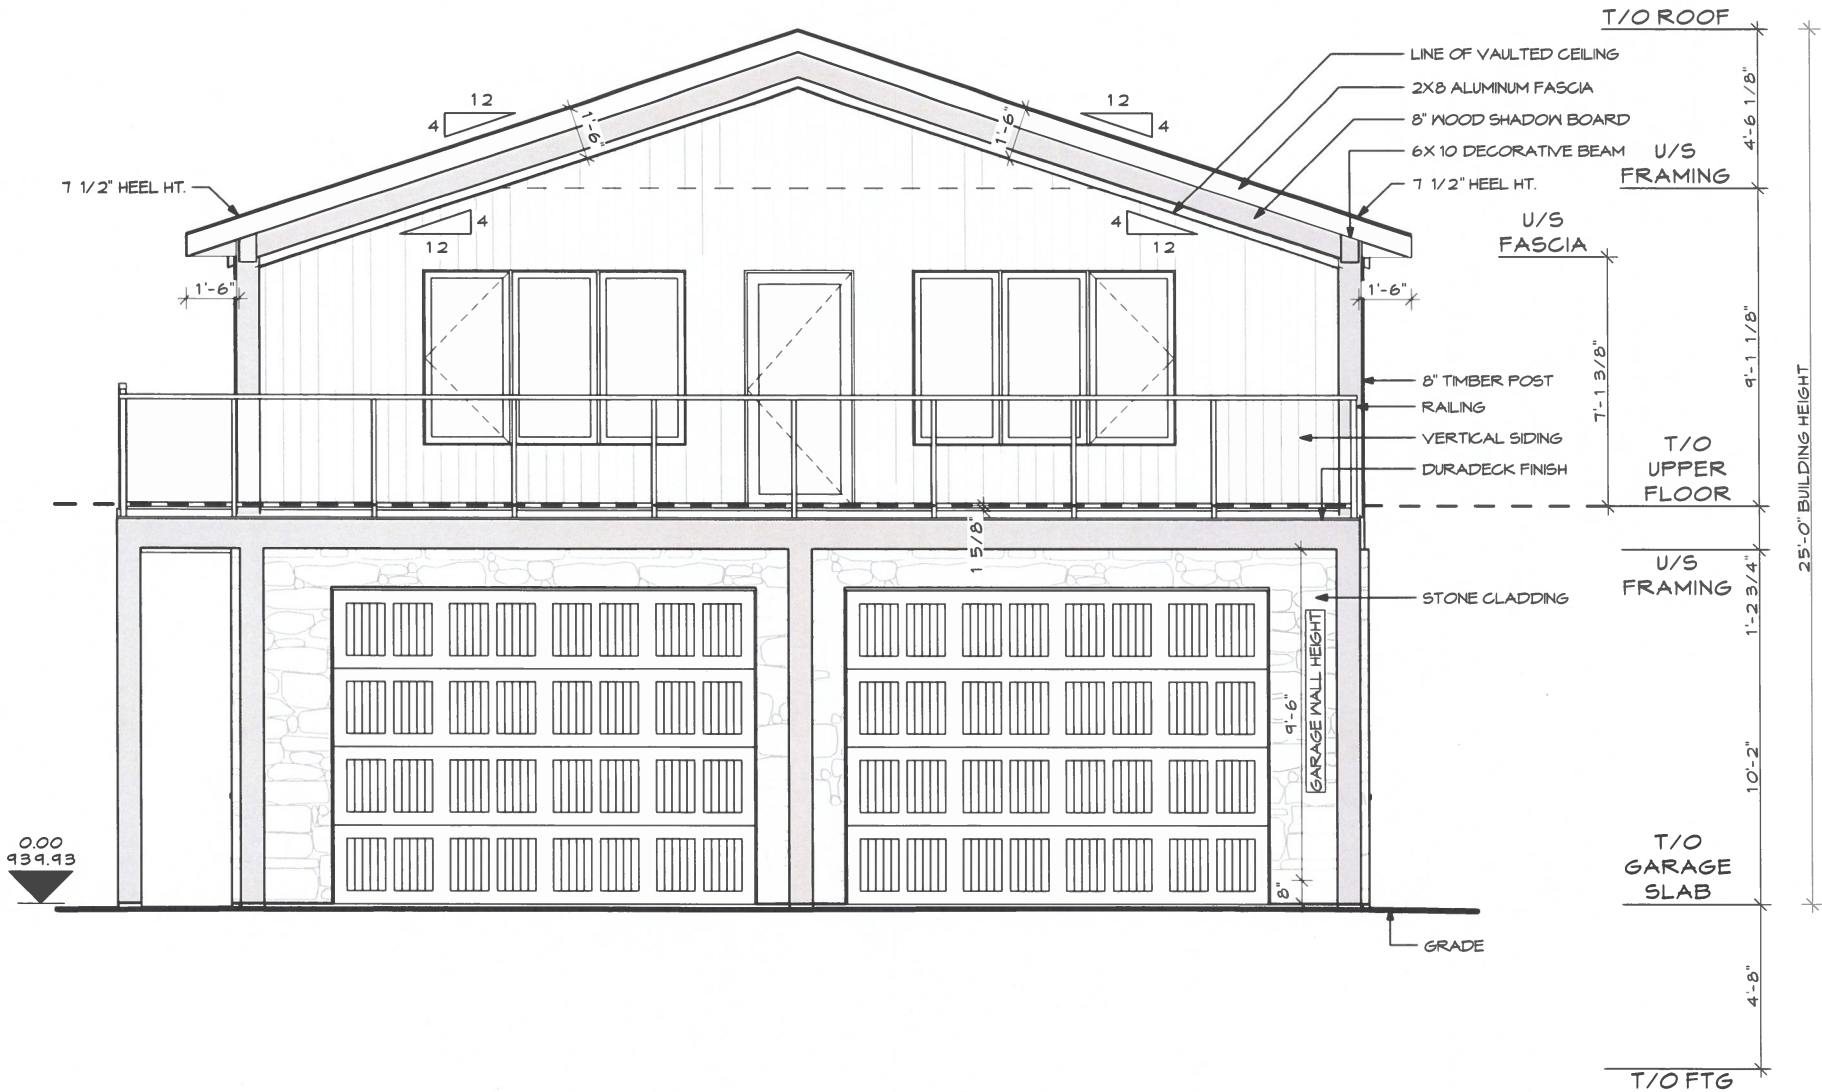 T/O ROOF
LINE OF VAULTED CEILING
2X8 ALUMINUM FASCIA
8" WOOD SHADOW BOARD
6X10 DECORATIVE BEAM
7 1/2" HEEL HT.
U/S
FRAMING
4'-6 1/8"
12
4
1'-6"
1'-6"
12
4
7 1/2" HEEL HT.
4
12
4
12
U/S
FASCIA
1'-6"
1'-6"
7'-1 3/8"
9'-1 1/8"
25'-0" BUILDING HEIGHT
8" TIMBER POST
RAILING
VERTICAL SIDING
DURADECK FINISH
T/O
UPPER
FLOOR
1 5/8"
U/S
FRAMING
1'-2 3/4"
STONE CLADDING
GARAGE WALL HEIGHT
9'-6"
8"
10'-2"
0.00
939.93
T/O
GARAGE
SLAB
GRADE
4'-8"
T/O FTG